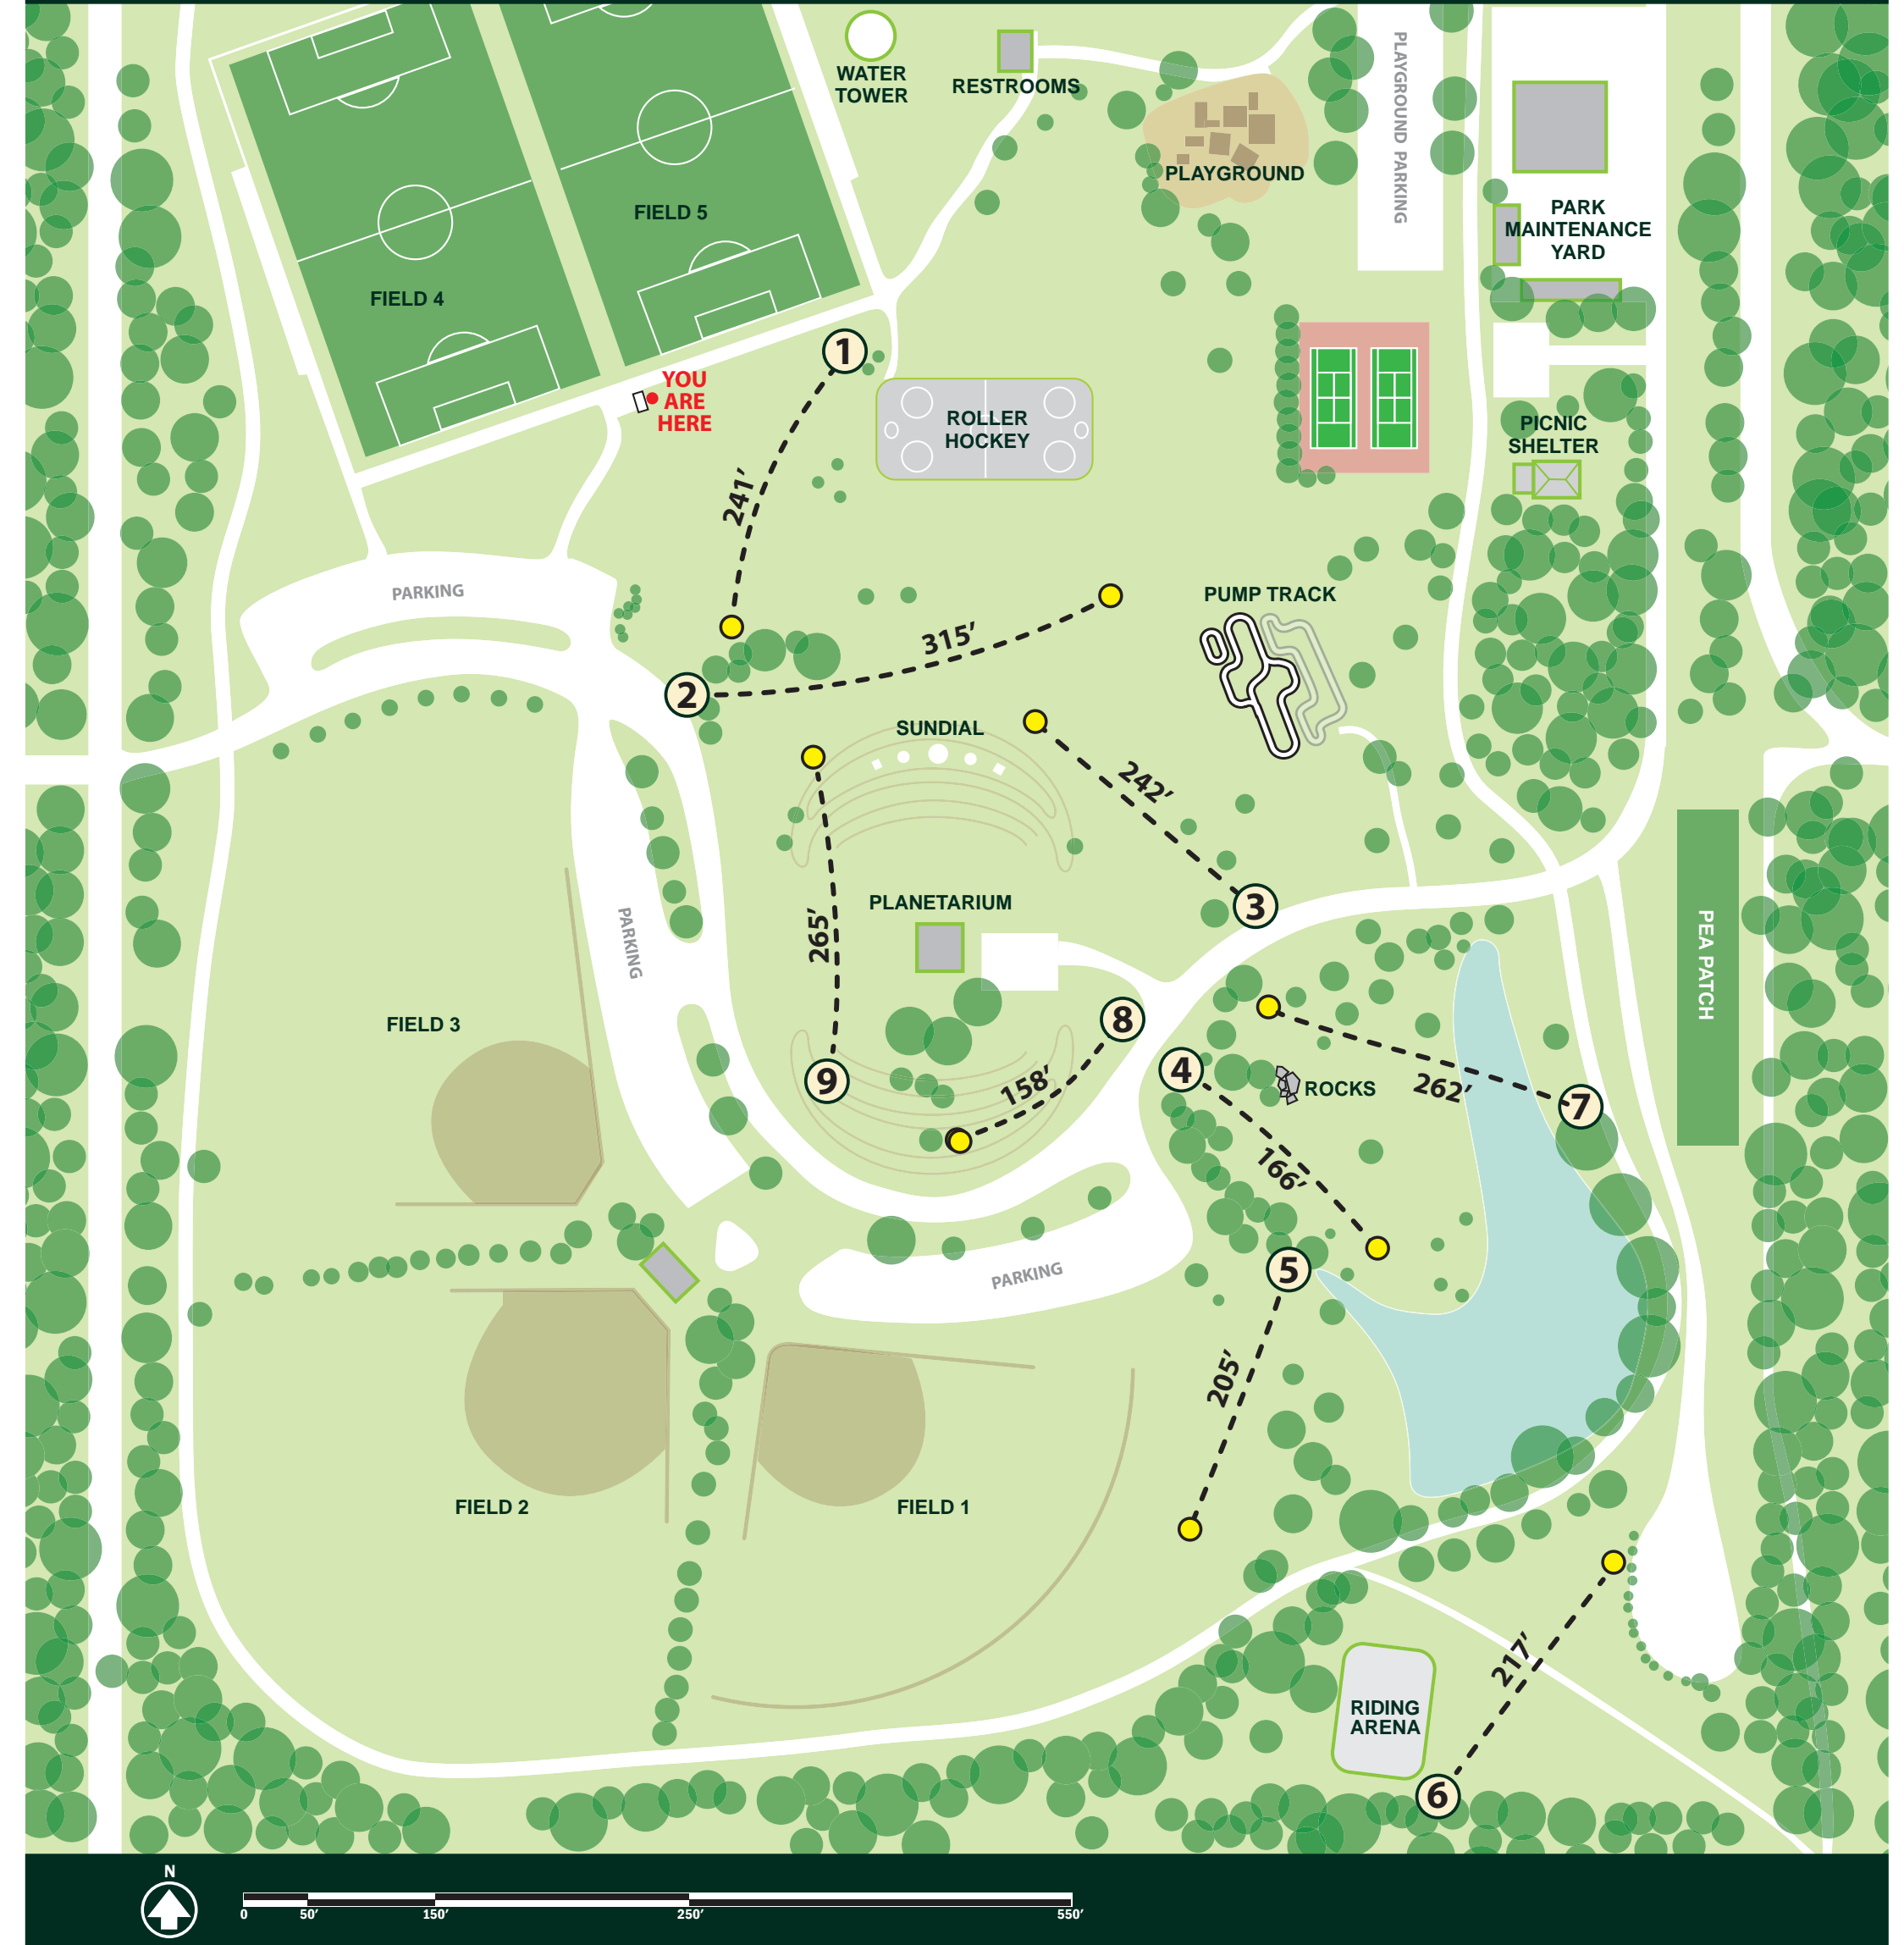 WATER
TOWER
RESTROOMS
PLAYGROUND
PLAYGROUND PARKING
PARK
MAINTENANCE
YARD
FIELD 5
FIELD 4
1
YOU
ARE
HERE
ROLLER
HOCKEY
PICNIC
SHELTER
241′
PARKING
PUMP TRACK
315′
2
SUNDIAL
242′
PLANETARIUM
3
265′
PARKING
PEA PATCH
FIELD 3
8
4
9
158′
ROCKS
262′
7
166′
5
PARKING
205′
FIELD 2
FIELD 1
217′
RIDING
ARENA
6
N
0 50′ 150′ 250′ 550′